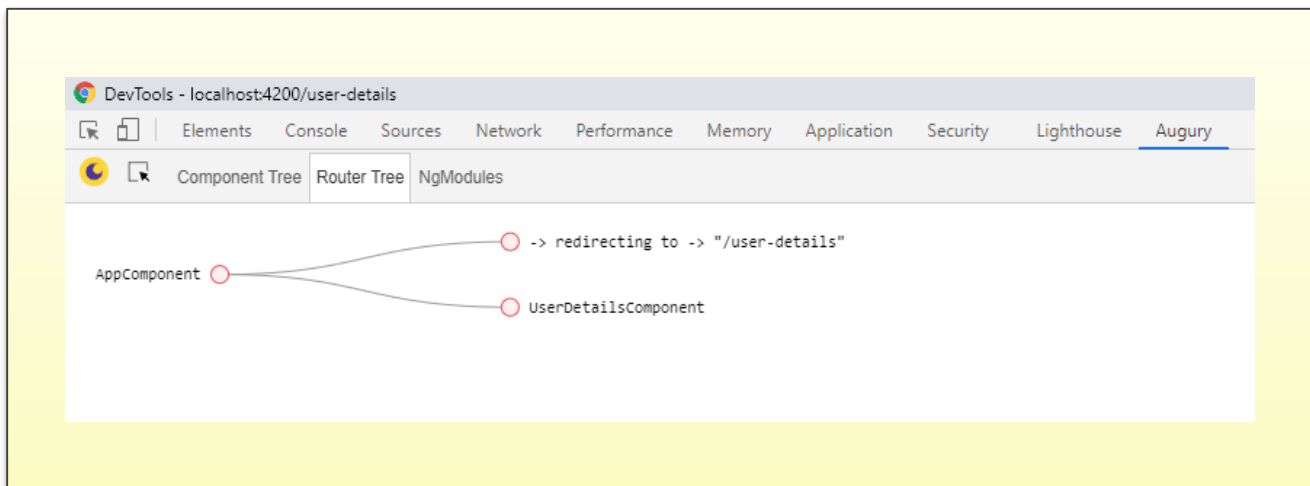 DevTools - localhost:4200/user-details
Elements Console Sources Network Performance Memory Application Security Lighthouse Augury
Component Tree Router Tree NgModules
-> redirecting to -> "/user-details"
AppComponent
UserDetailsComponent